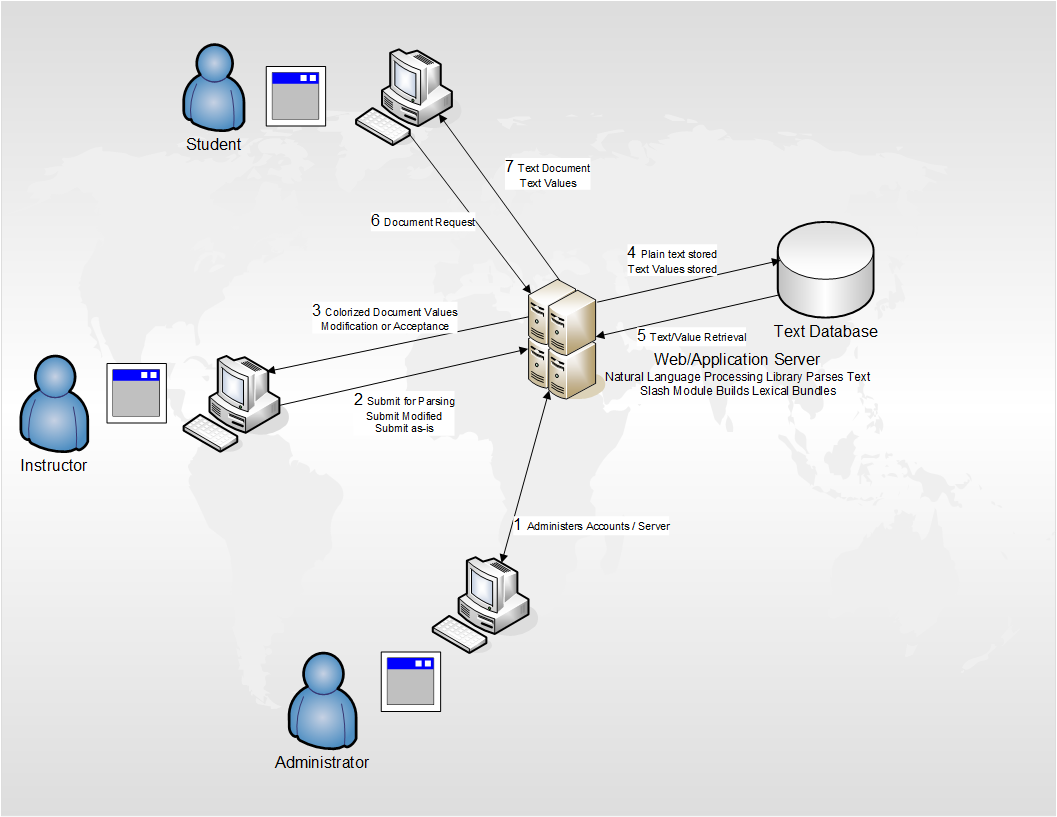 Student
7 Text Document
Text Values
6 Document Request
4 Plain text stored
Text Values stored
3 Colorized Document Values
Modification or Acceptance
Text Database
5 Text/Value Retrieval
Web/Application Server
Natural Language Processing Library Parses Text
Slash Module Builds Lexical Bundles
2 Submit for Parsing
Submit Modified
Submit as-is
Instructor
1 Administers Accounts / Server
Administrator